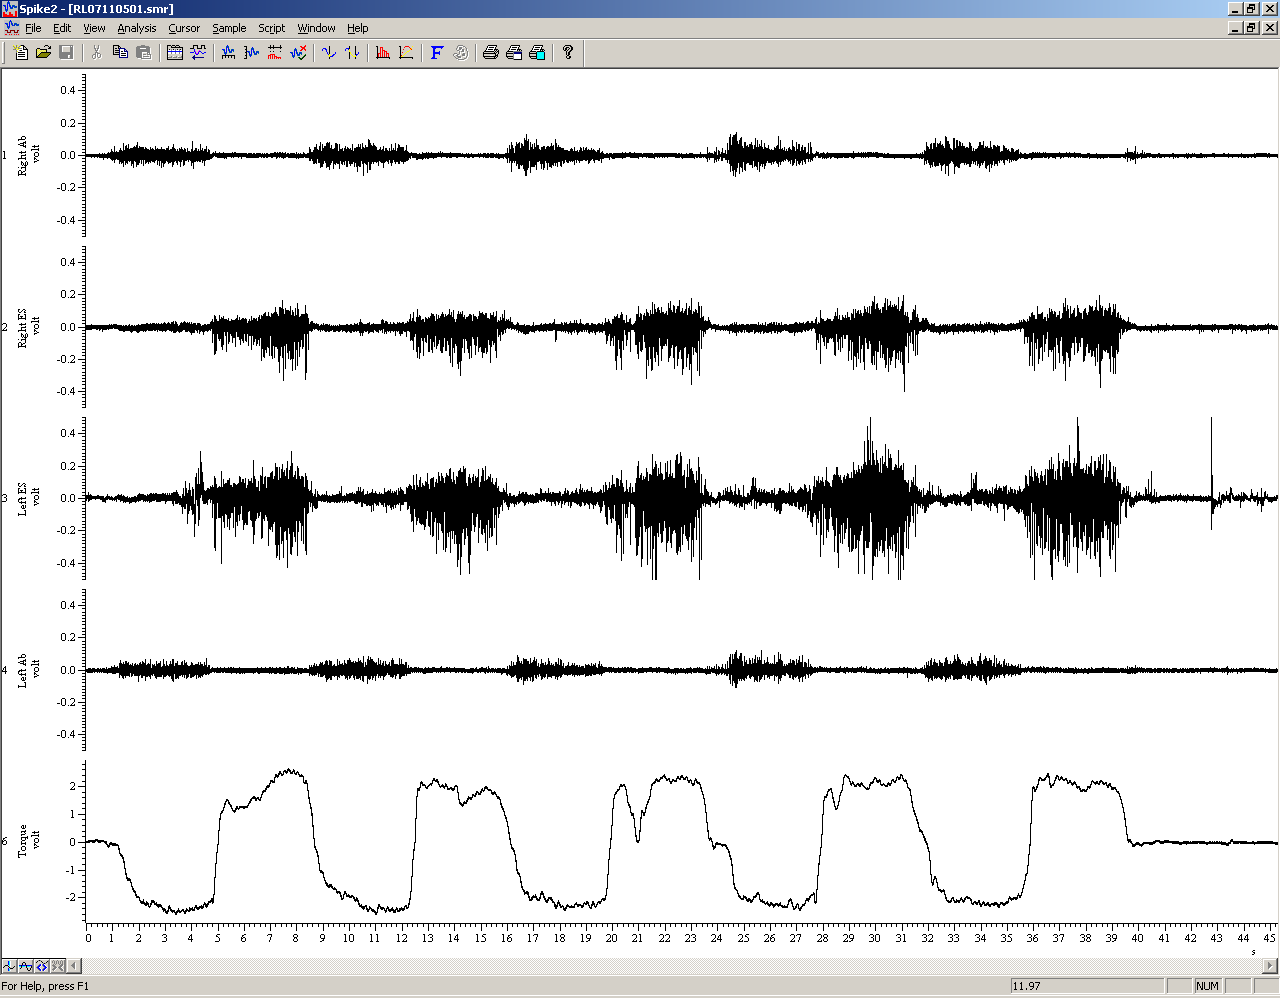 Spike2 - [RL07110501.smr]
File Edit View Analysis Cursor Sample Script Window Help
F ?
0.4
0.2
1 Right Ab volt 0.0
-0.2
-0.4
0.4
0.2
2 Right ES volt 0.0
-0.2
-0.4
0.4
0.2
3 Left ES volt 0.0
-0.2
-0.4
0.4
0.2
4 Left Ab volt 0.0
-0.2
-0.4
2
1
6 Torque volt 0
-1
-2
0 1 2 3 4 5 6 7 8 9 10 11 12 13 14 15 16 17 18 19 20 21 22 23 24 25 26 27 28 29 30 31 32 33 34 35 36 37 38 39 40 41 42 43 44 45
s
For Help, press F1 11.97 NUM